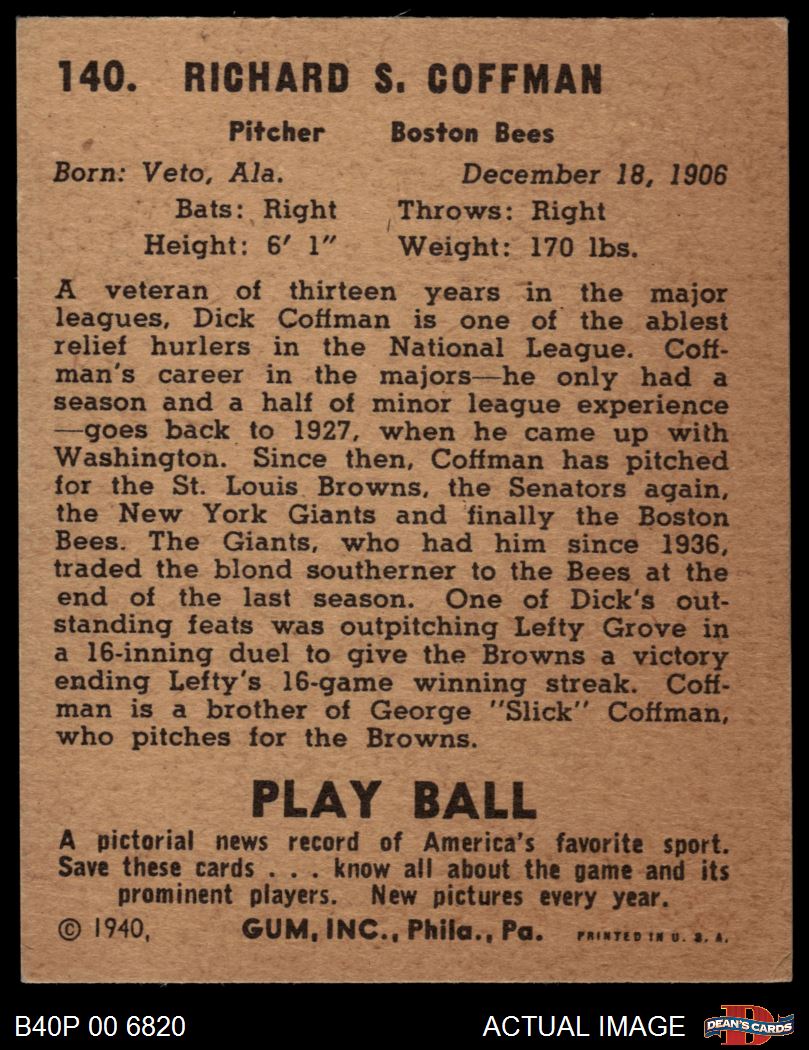 140. RICHARD S. COFFMAN
Pitcher Boston Bees
Born: Veto, Ala. December 18, 1906
Bats: Right Throws: Right
Height: 6′ 1″ Weight: 170 lbs.
A veteran of thirteen years in the major
leagues, Dick Coffman is one of the ablest
relief hurlers in the National League. Coff-
man's career in the majors—he only had a
season and a half of minor league experience
—goes back to 1927, when he came up with
Washington. Since then, Coffman has pitched
for the St. Louis Browns, the Senators again,
the New York Giants and finally the Boston
Bees. The Giants, who had him since 1936,
traded the blond southerner to the Bees at the
end of the last season. One of Dick's out-
standing feats was outpitching Lefty Grove in
a 16-inning duel to give the Browns a victory
ending Lefty's 16-game winning streak. Coff-
man is a brother of George "Slick" Coffman,
who pitches for the Browns.
PLAY BALL
A pictorial news record of America's favorite sport.
Save these cards . . . know all about the game and its
prominent players. New pictures every year.
© 1940, GUM, INC., Phila., Pa. PRINTED IN U. S. A.
B40P 00 6820 ACTUAL IMAGE D DEAN'S CARDS